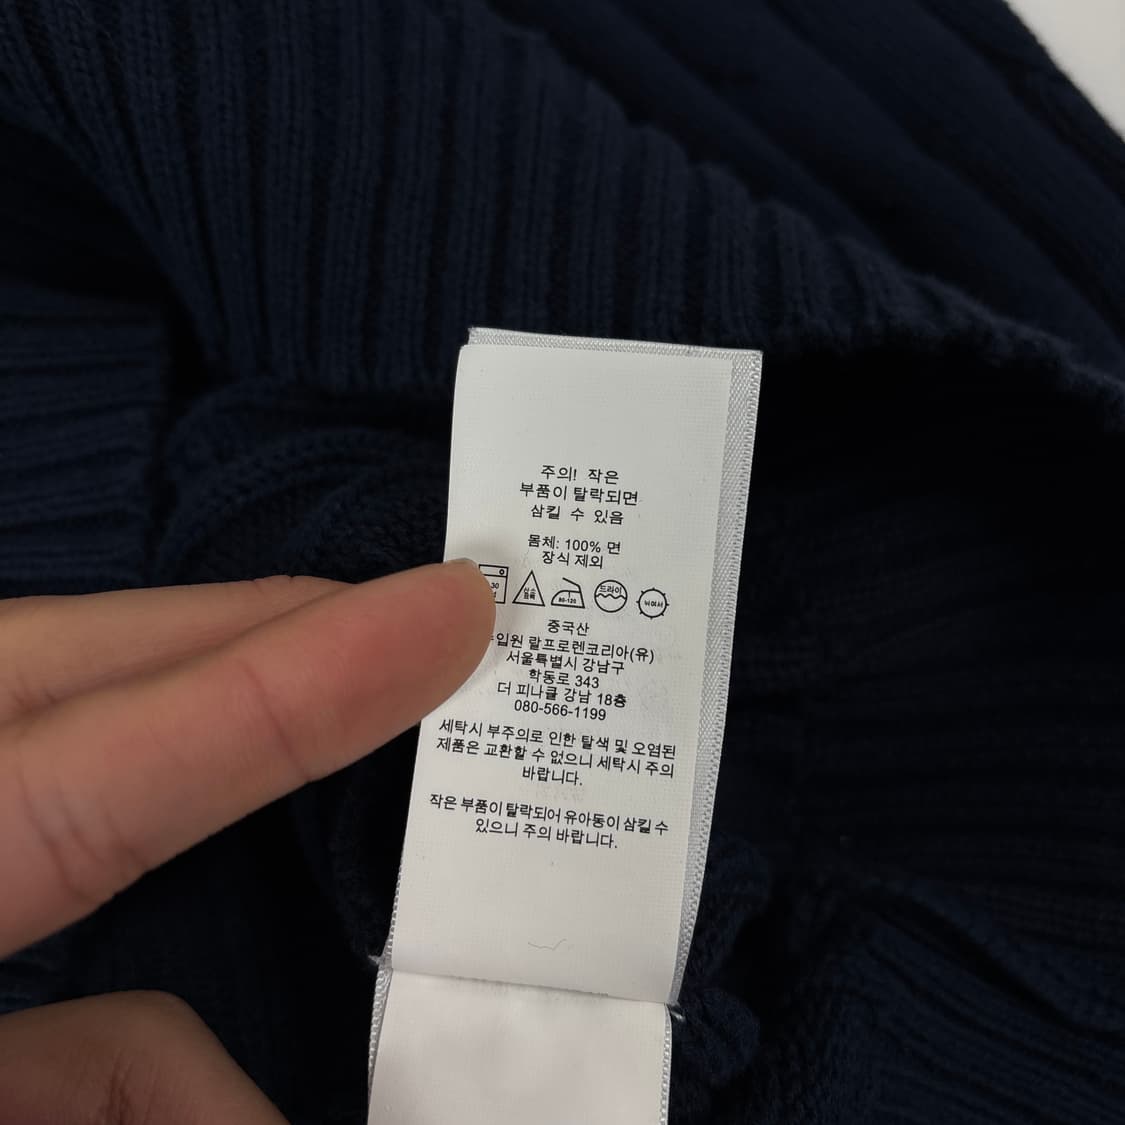 주의! 작은
부품이 탈락되면
삼킬 수 있음
몸체: 100% 면
장식 제외
30
80-120
드라이
뉘여서
중국산
랄프로렌코리아(유)
서울특별시 강남구
학동로 343
더 피나클 강남 18층
080-566-1199
세탁시 부주의로 인한 탈색 및 오염된
제품은 교환할 수 없으니 세탁시 주의
바랍니다.
작은 부품이 탈락되어 유아동이 삼킬 수
있으니 주의 바랍니다.